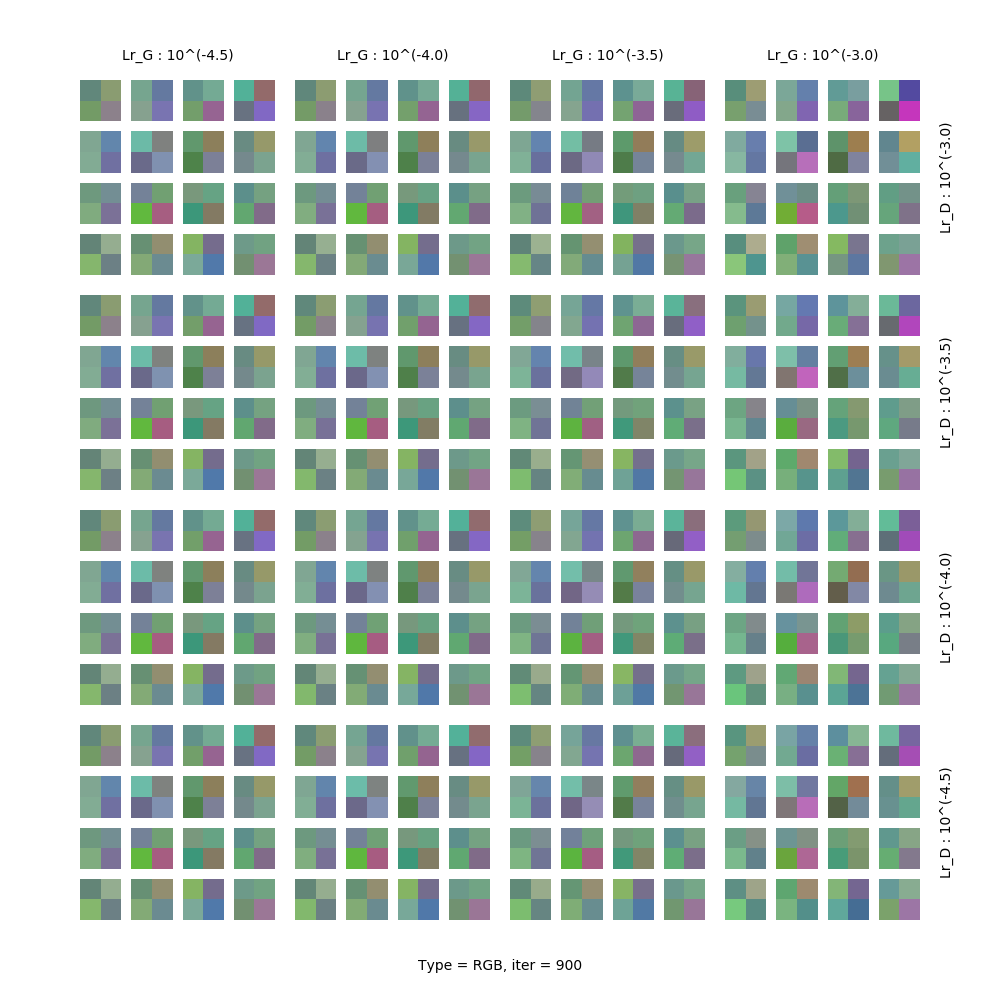 Lr_G : 10^(-4.5)
Lr_G : 10^(-4.0)
Lr_G : 10^(-3.5)
Lr_G : 10^(-3.0)
Lr_D : 10^(-3.0)
Lr_D : 10^(-3.5)
Lr_D : 10^(-4.0)
Lr_D : 10^(-4.5)
Type = RGB, iter = 900